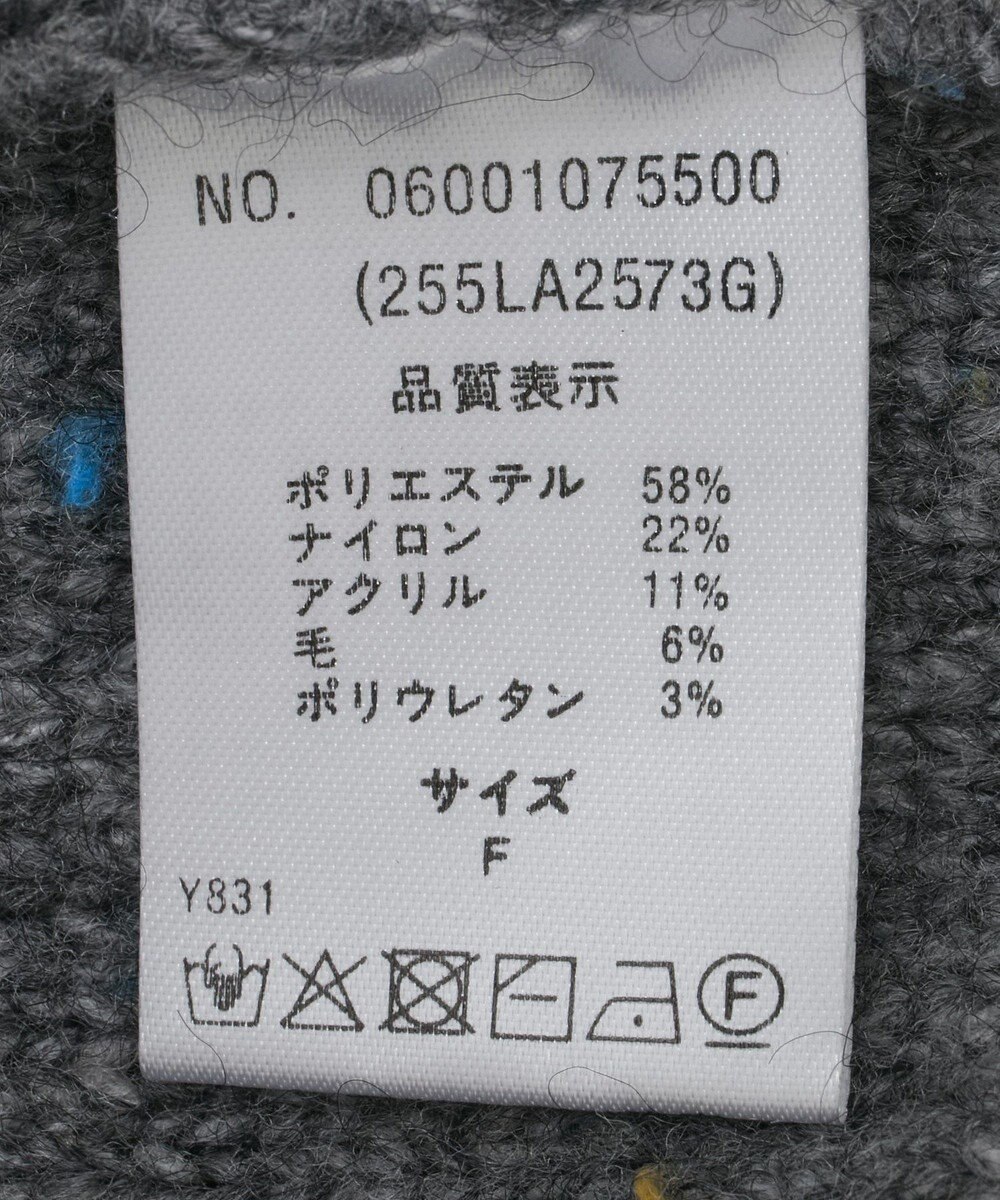 NO. 06001075500
(255LA2573G)
品質表示
ポリエステル 58%
ナイロン 22%
アクリル 11%
毛 6%
ポリウレタン 3%
サイズ
F
Y831
F